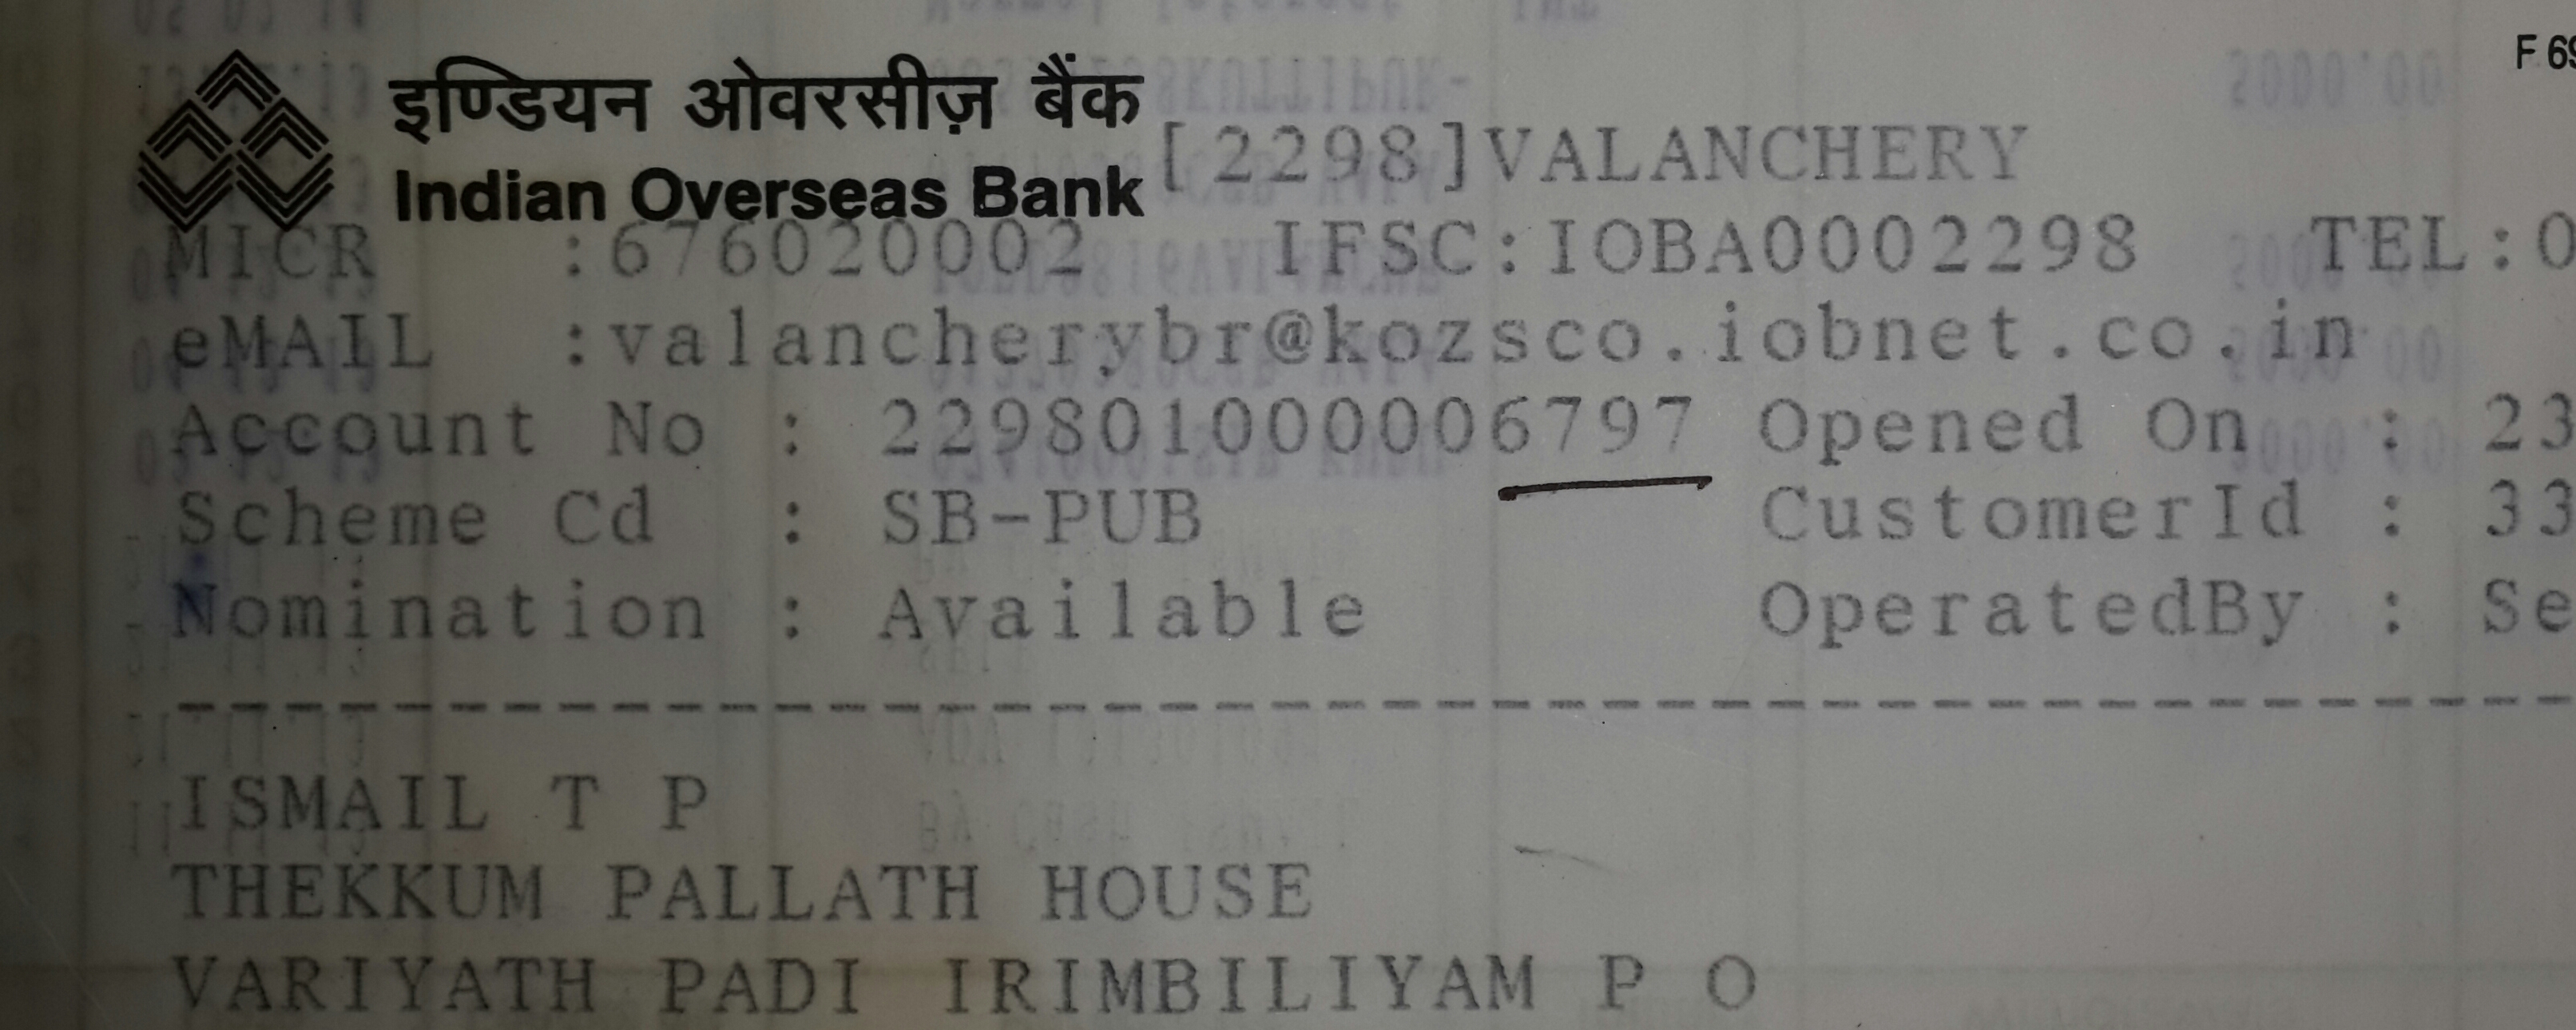 F 69
इण्डियन ओवरसीज़ बैंक
Indian Overseas Bank
[2298]VALANCHERY
MICR :676020002 IFSC:IOBA0002298 TEL:0
eMAIL :valancherybr@kozsco.iobnet.co.in
Account No : 229801000006797 Opened On : 23
Scheme Cd : SB-PUB CustomerId : 33
Nomination : Available OperatedBy : Se
--------------------------------------------
ISMAIL T P
THEKKUM PALLATH HOUSE
VARIYATH PADI IRIMBILIYAM P O